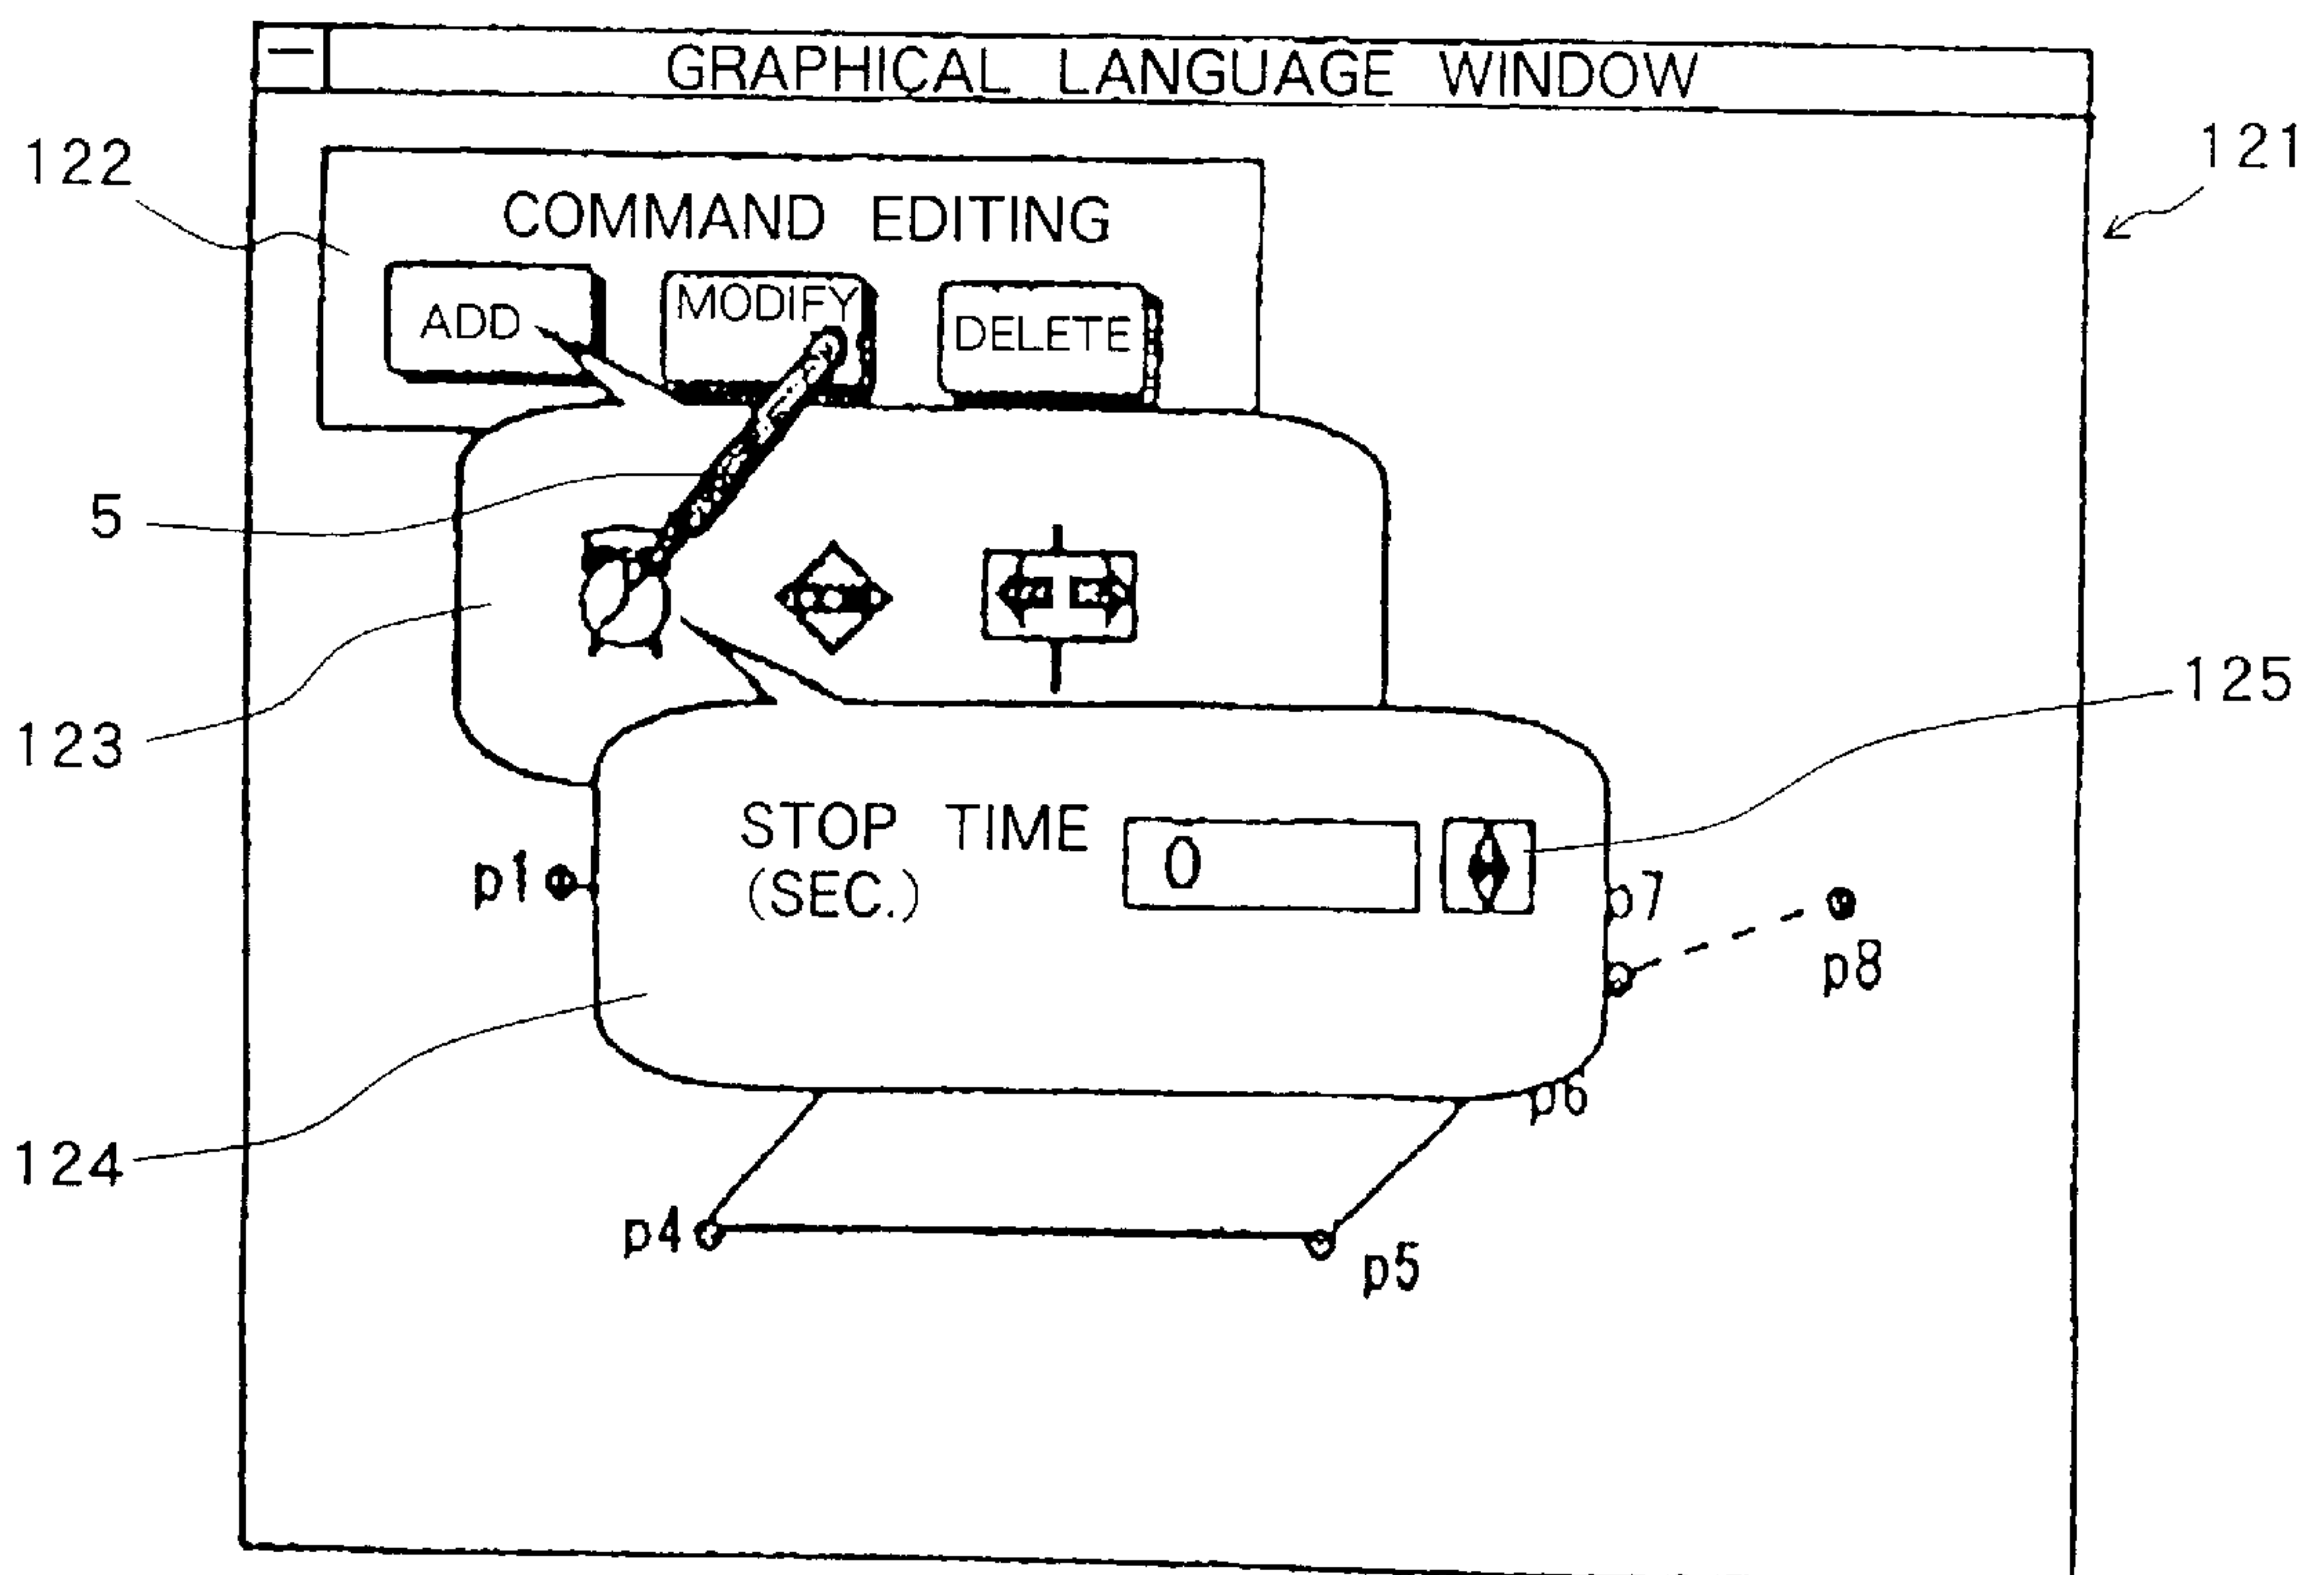 GRAPHICAL LANGUAGE WINDOW
122
121
COMMAND EDITING
ADD MODIFY DELETE
5
123
125
STOP TIME 0
(SEC.)
p1
p7
p8
124
p6
p4
p5